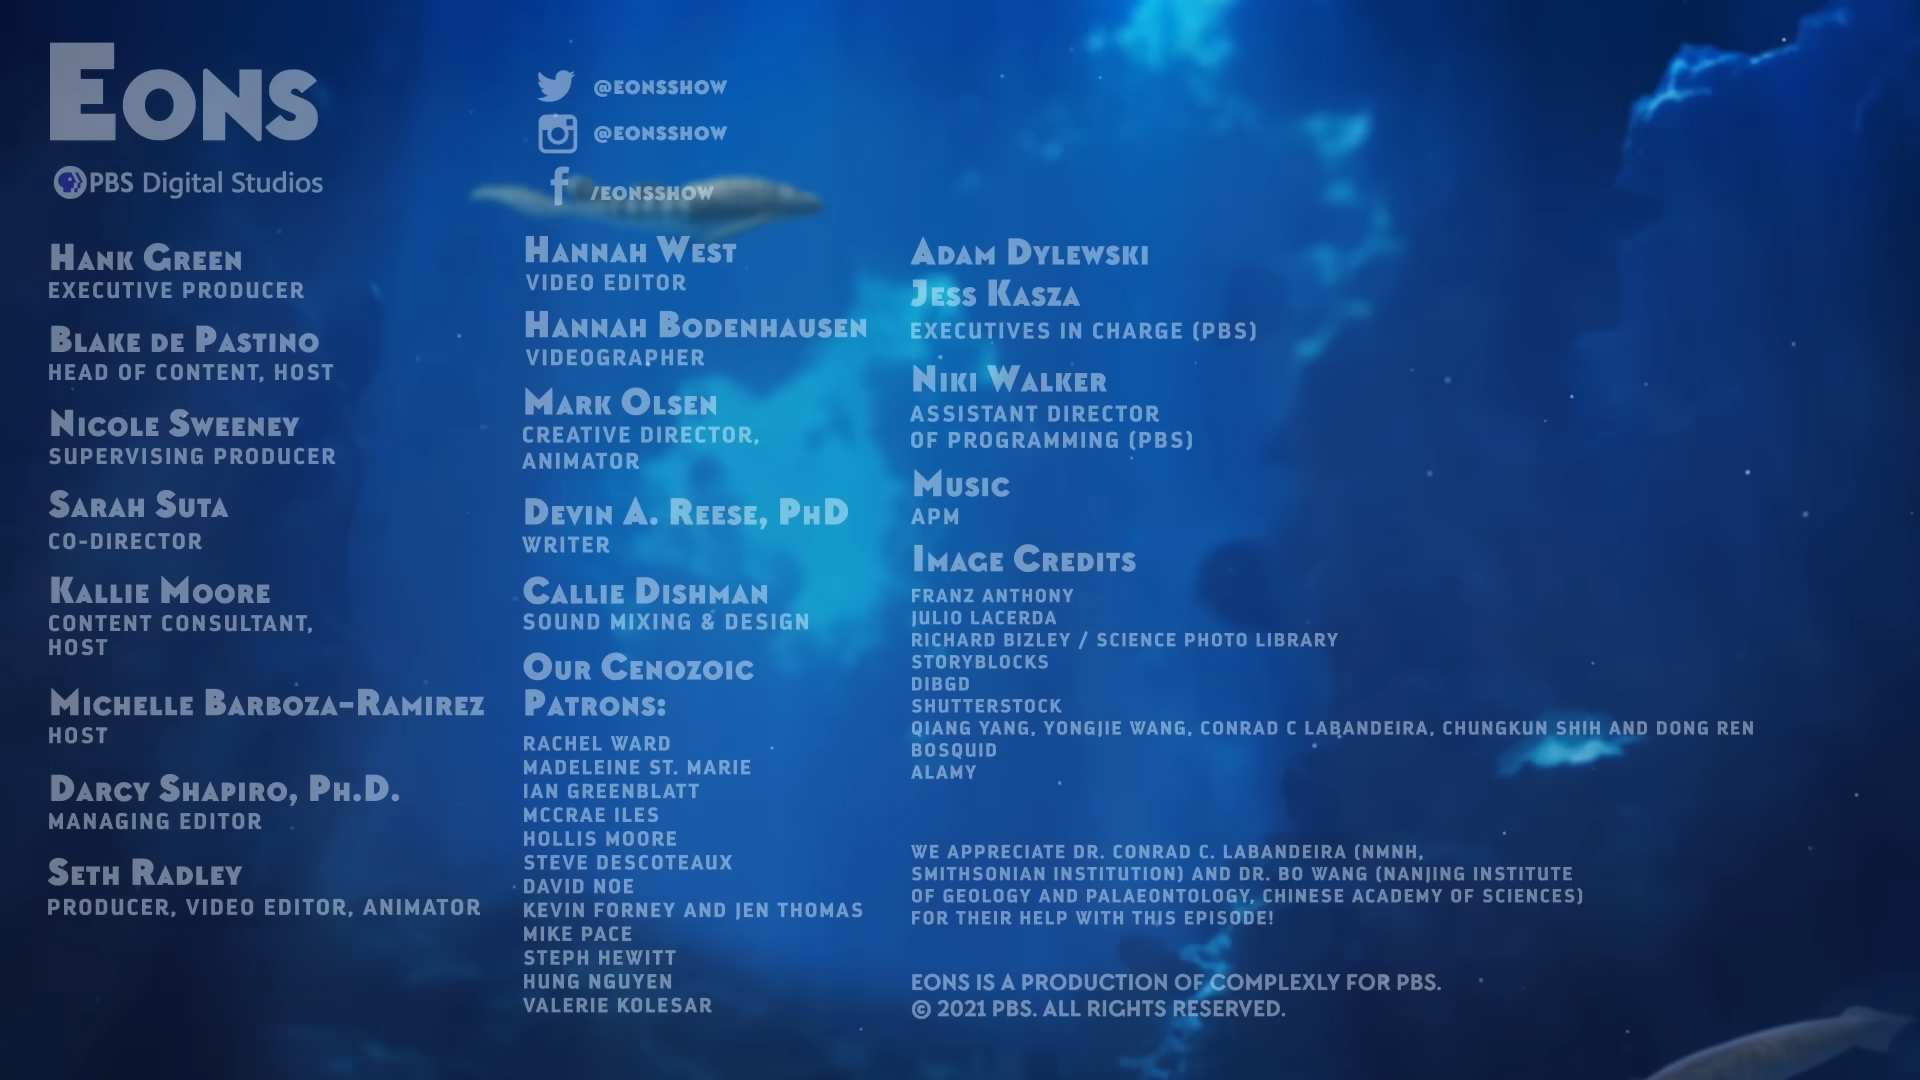 EONS
PBS Digital Studios
HANK GREEN
EXECUTIVE PRODUCER
BLAKE DE PASTINO
HEAD OF CONTENT, HOST
NICOLE SWEENEY
SUPERVISING PRODUCER
SARAH SUTA
CO-DIRECTOR
KALLIE MOORE
CONTENT CONSULTANT,
HOST
MICHELLE BARBOZA-RAMIREZ
HOST
DARCY SHAPIRO, PH.D.
MANAGING EDITOR
SETH RADLEY
PRODUCER, VIDEO EDITOR, ANIMATOR
@EONSSHOW
@EONSSHOW
/EONSSHOW
HANNAH WEST
VIDEO EDITOR
HANNAH BODENHAUSEN
VIDEOGRAPHER
MARK OLSEN
CREATIVE DIRECTOR,
ANIMATOR
DEVIN A. REESE, PHD
WRITER
CALLIE DISHMAN
SOUND MIXING & DESIGN
OUR CENOZOIC
PATRONS:
RACHEL WARD
MADELEINE ST. MARIE
IAN GREENBLATT
MCCRAE ILES
HOLLIS MOORE
STEVE DESCOTEAUX
DAVID NOE
KEVIN FORNEY AND JEN THOMAS
MIKE PACE
STEPH HEWITT
HUNG NGUYEN
VALERIE KOLESAR
ADAM DYLEWSKI
JESS KASZA
EXECUTIVES IN CHARGE (PBS)
NIKI WALKER
ASSISTANT DIRECTOR
OF PROGRAMMING (PBS)
MUSIC
APM
IMAGE CREDITS
FRANZ ANTHONY
JULIO LACERDA
RICHARD BIZLEY / SCIENCE PHOTO LIBRARY
STORYBLOCKS
DIBGD
SHUTTERSTOCK
QIANG YANG, YONGJIE WANG, CONRAD C LABANDEIRA, CHUNGKUN SHIH AND DONG REN
BOSQUID
ALAMY
WE APPRECIATE DR. CONRAD C. LABANDEIRA (NMNH,
SMITHSONIAN INSTITUTION) AND DR. BO WANG (NANJING INSTITUTE
OF GEOLOGY AND PALAEONTOLOGY, CHINESE ACADEMY OF SCIENCES)
FOR THEIR HELP WITH THIS EPISODE!
EONS IS A PRODUCTION OF COMPLEXLY FOR PBS.
© 2021 PBS. ALL RIGHTS RESERVED.